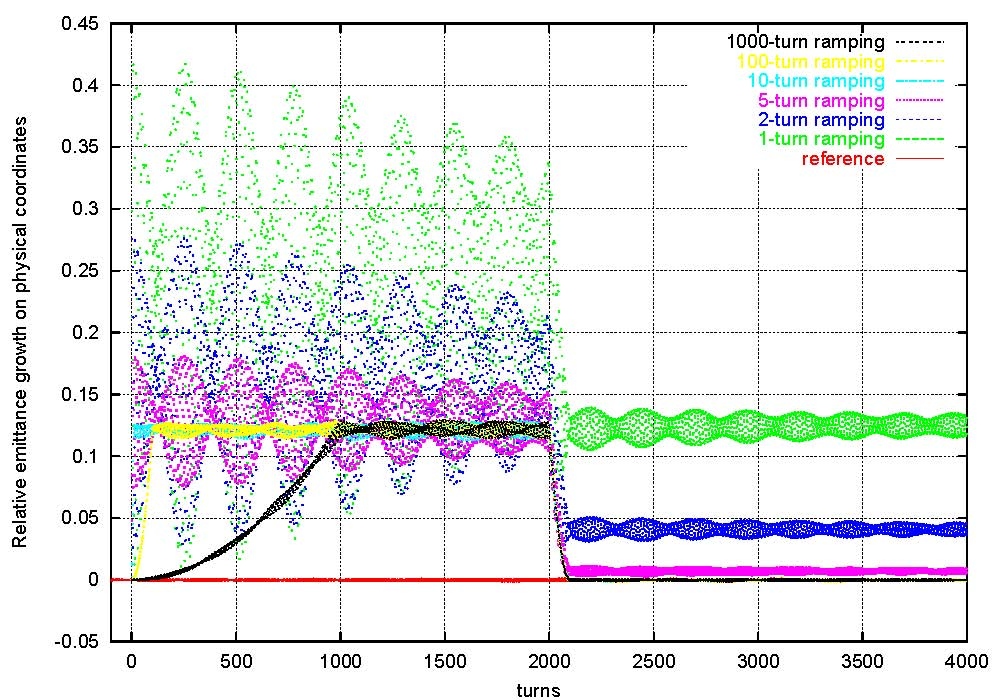 Relative emittance growth on physical coordinates
0.45
0.4
0.35
0.3
0.25
0.2
0.15
0.1
0.05
0
-0.05
1000-turn ramping
100-turn ramping
10-turn ramping
5-turn ramping
2-turn ramping
1-turn ramping
reference
0 500 1000 1500 2000 2500 3000 3500 4000
turns